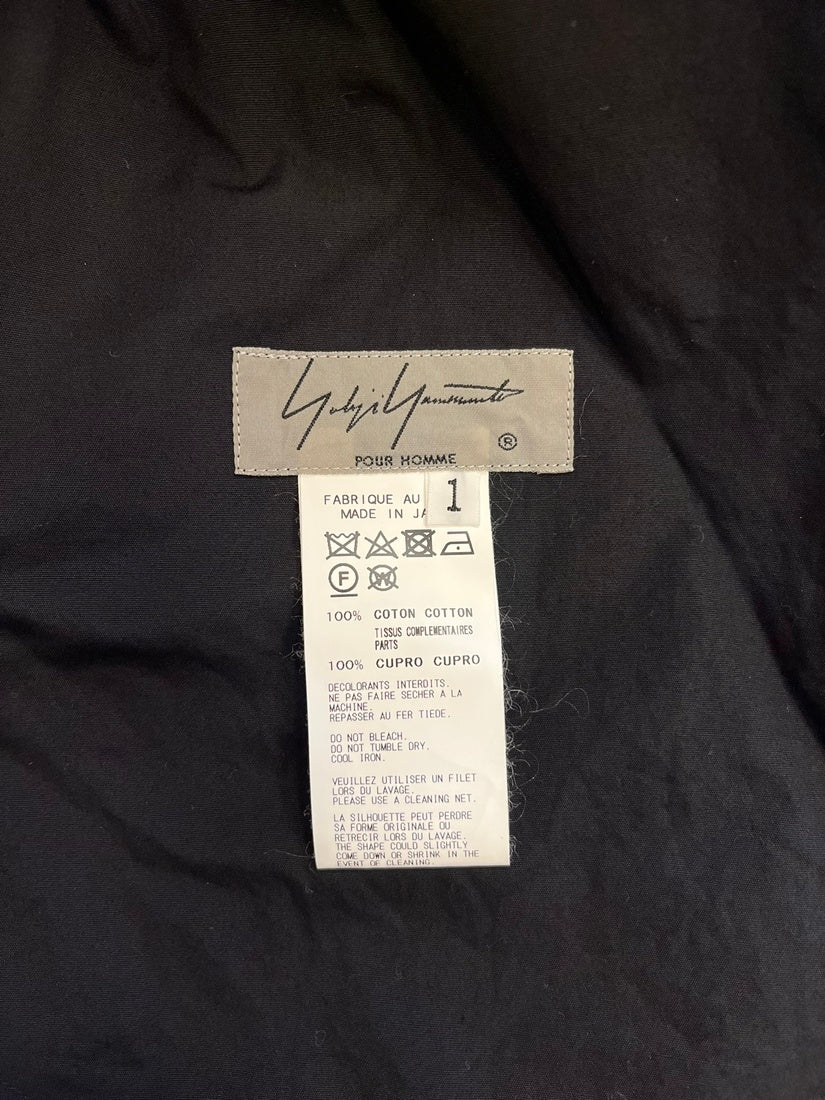 Yohji Yamamoto
®
POUR HOMME
1
FABRIQUE AU
MADE IN JA
F
W
100% COTON COTTON
TISSUS COMPLEMENTAIRES
PARTS
100% CUPRO CUPRO
DECOLORANTS INTERDITS.
NE PAS FAIRE SECHER A LA
MACHINE.
REPASSER AU FER TIEDE.
DO NOT BLEACH.
DO NOT TUMBLE DRY.
COOL IRON.
VEUILLEZ UTILISER UN FILET
LORS DU LAVAGE.
PLEASE USE A CLEANING NET.
LA SILHOUETTE PEUT PERDRE
SA FORME ORIGINALE OU
RETRECIR LORS DU LAVAGE.
THE SHAPE COULD SLIGHTLY
COME DOWN OR SHRINK IN THE
EVENT OF CLEANING.